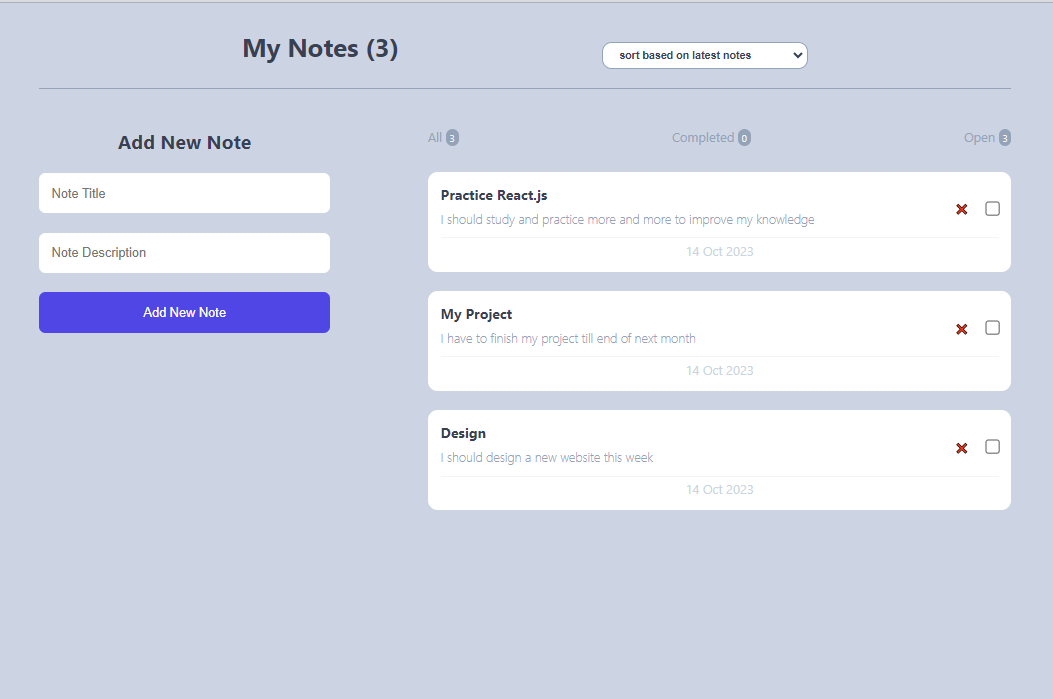 My Notes (3)
sort based on latest notes
Add New Note
Note Title
Note Description
Add New Note
All 3
Completed 0
Open 3
Practice React.js
I should study and practice more and more to improve my knowledge
14 Oct 2023
My Project
I have to finish my project till end of next month
14 Oct 2023
Design
I should design a new website this week
14 Oct 2023